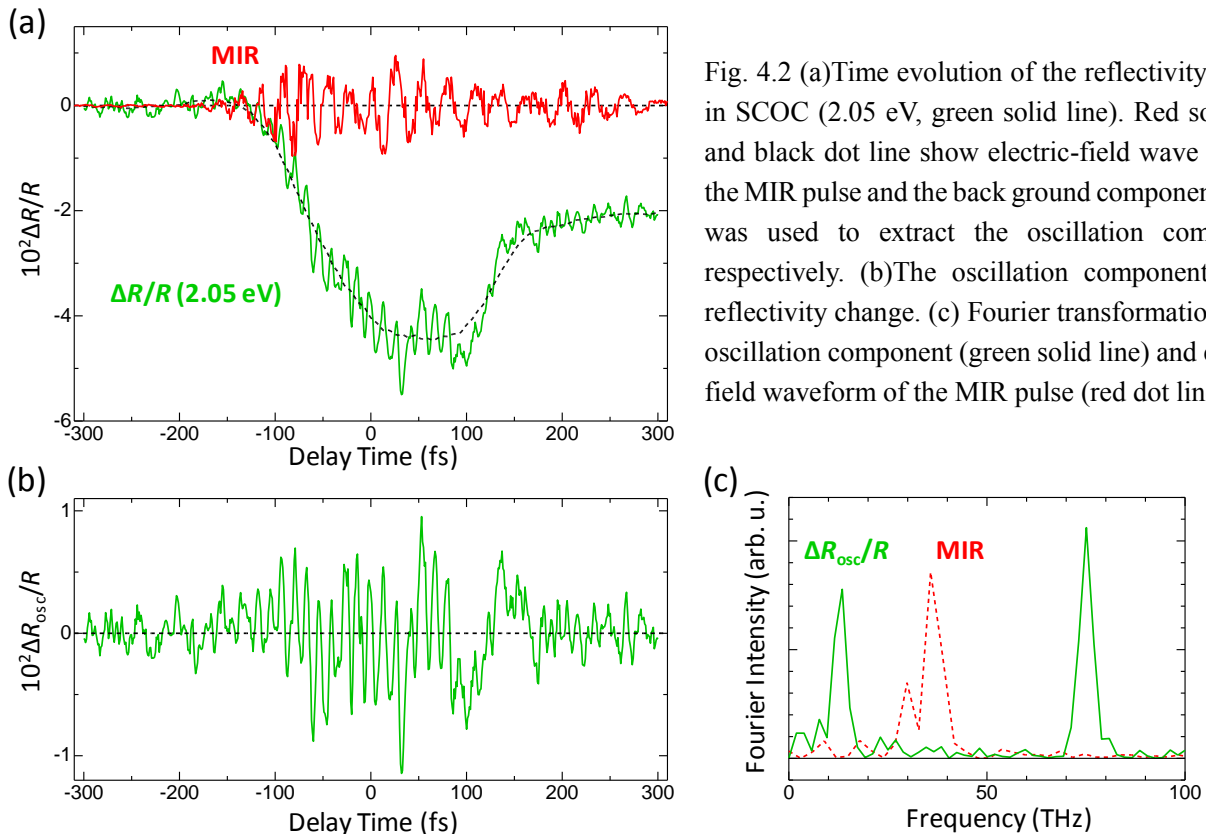 (a)
MIR
10²ΔR/R
0
-2
-4
-6
ΔR/R (2.05 eV)
-300 -200 -100 0 100 200 300
Delay Time (fs)
Fig. 4.2 (a)Time evolution of the reflectivity
in SCOC (2.05 eV, green solid line). Red so
and black dot line show electric-field wave
the MIR pulse and the back ground component
was used to extract the oscillation com
respectively. (b)The oscillation component
reflectivity change. (c) Fourier transformation
oscillation component (green solid line) and
field waveform of the MIR pulse (red dot lin
(b)
10²ΔRosc/R
1
0
-1
-300 -200 -100 0 100 200 300
Delay Time (fs)
(c)
Fourier Intensity (arb. u.)
ΔRosc/R MIR
0 50 100
Frequency (THz)